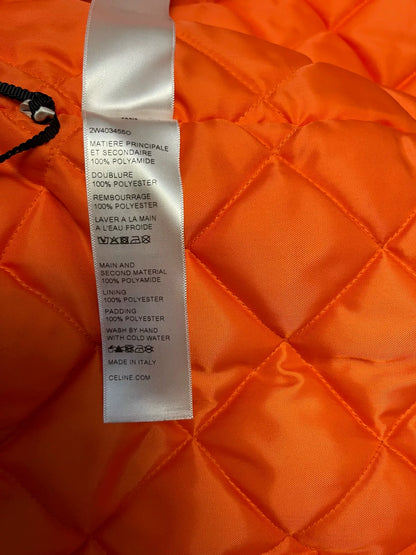 PARIS
2W4034550
MATIERE PRINCIPALE
ET SECONDAIRE
100% POLYAMIDE
DOUBLURE
100% POLYESTER
REMBOURRAGE
100% POLYESTER
LAVER A LA MAIN
A L'EAU FROIDE
MAIN AND
SECOND MATERIAL
100% POLYAMIDE
LINING
100% POLYESTER
PADDING
100% POLYESTER
WASH BY HAND
WITH COLD WATER
MADE IN ITALY
CELINE.COM